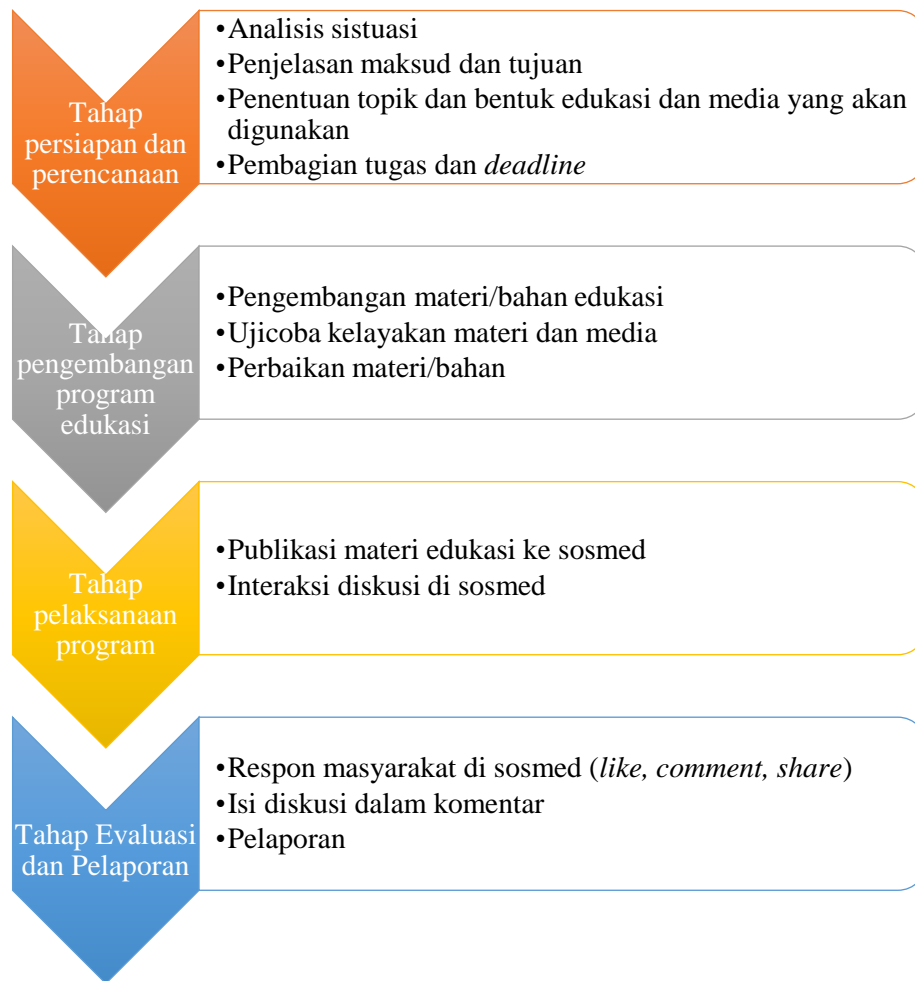 Tahap
persiapan dan
perencanaan
•Analisis sistuasi
•Penjelasan maksud dan tujuan
•Penentuan topik dan bentuk edukasi dan media yang akan
digunakan
•Pembagian tugas dan deadline
Tahap
pengembangan
program
edukasi
•Pengembangan materi/bahan edukasi
•Ujicoba kelayakan materi dan media
•Perbaikan materi/bahan
Tahap
pelaksanaan
program
•Publikasi materi edukasi ke sosmed
•Interaksi diskusi di sosmed
Tahap Evaluasi
dan Pelaporan
•Respon masyarakat di sosmed (like, comment, share)
•Isi diskusi dalam komentar
•Pelaporan